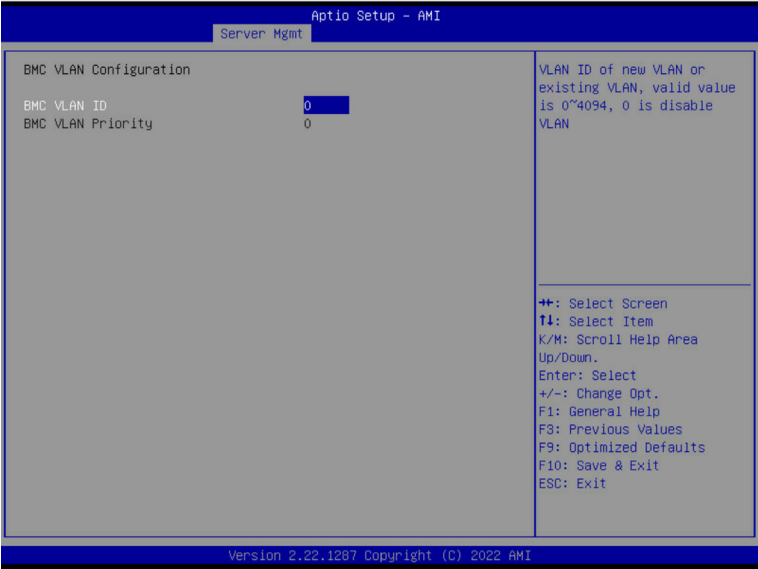 Aptio Setup – AMI
Server Mgmt
BMC VLAN Configuration
BMC VLAN ID 0
BMC VLAN Priority 0
VLAN ID of new VLAN or
existing VLAN, valid value
is 0~4094, 0 is disable
VLAN
→←: Select Screen
↑↓: Select Item
K/M: Scroll Help Area
Up/Down.
Enter: Select
+/-: Change Opt.
F1: General Help
F3: Previous Values
F9: Optimized Defaults
F10: Save & Exit
ESC: Exit
Version 2.22.1287 Copyright (C) 2022 AMI